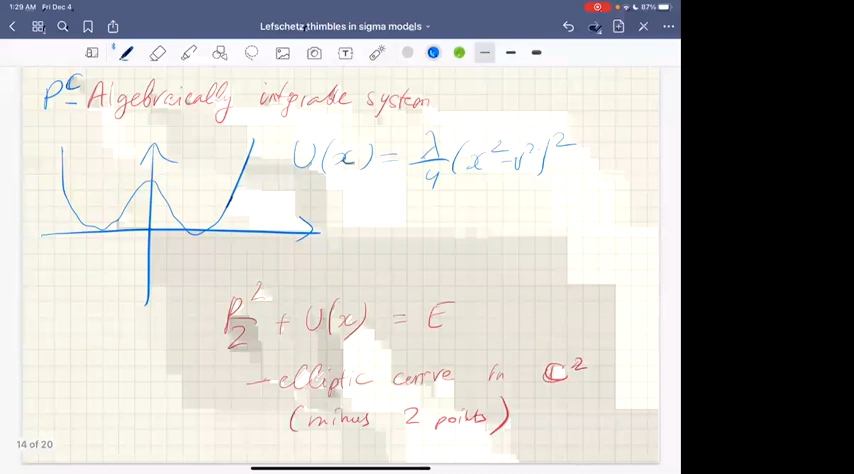 1:29 AM Fri Dec 4
87%
Lefschetz thimbles in sigma models
P^C - Algebraically integrable system
U(x) = λ/4 (x² - v²)²
p²/2 + U(x) = E
- elliptic curve in ℂ²
(minus 2 points)
14 of 20